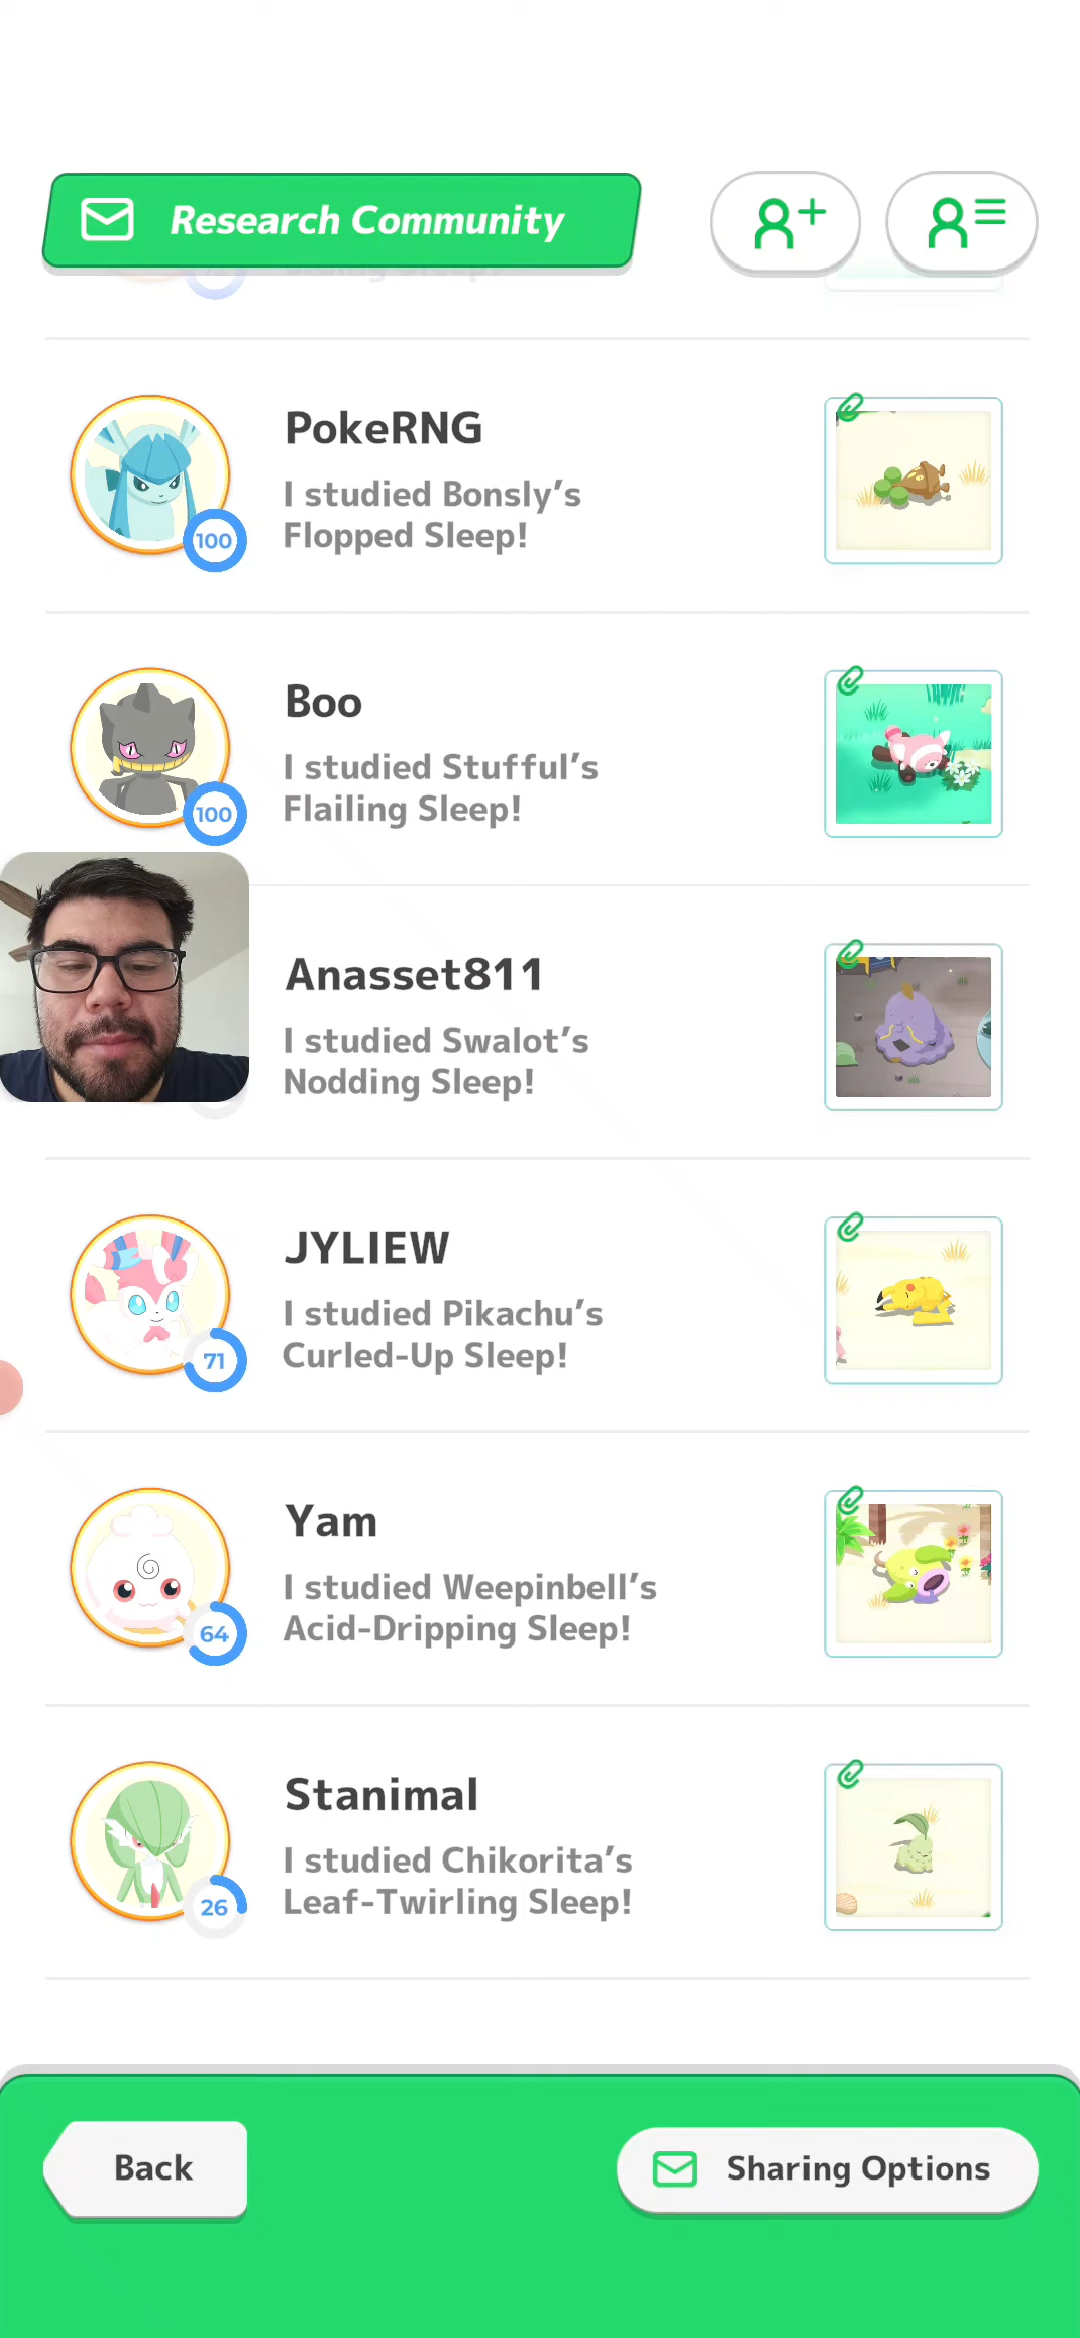 Research Community
PokeRNG
I studied Bonsly's
Flopped Sleep!
100
Boo
I studied Stufful's
Flailing Sleep!
100
Anasset811
I studied Swalot's
Nodding Sleep!
JYLIEW
I studied Pikachu's
Curled-Up Sleep!
71
Yam
I studied Weepinbell's
Acid-Dripping Sleep!
64
Stanimal
I studied Chikorita's
Leaf-Twirling Sleep!
26
Back
Sharing Options